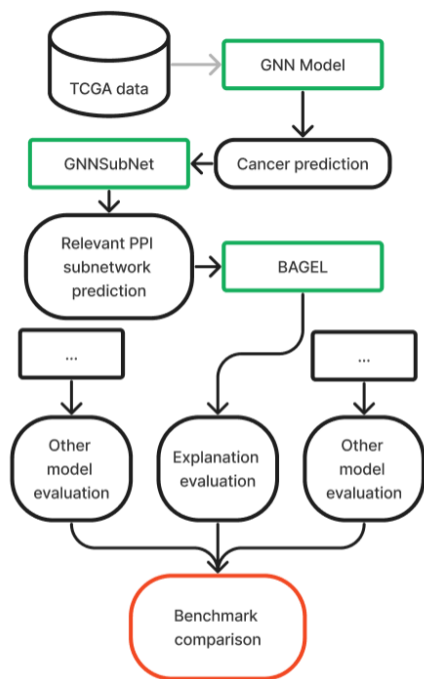 TCGA data
GNN Model
GNNSubNet
Cancer prediction
Relevant PPI
subnetwork
prediction
BAGEL
...
...
Other
model
evaluation
Explanation
evaluation
Other
model
evaluation
Benchmark
comparison